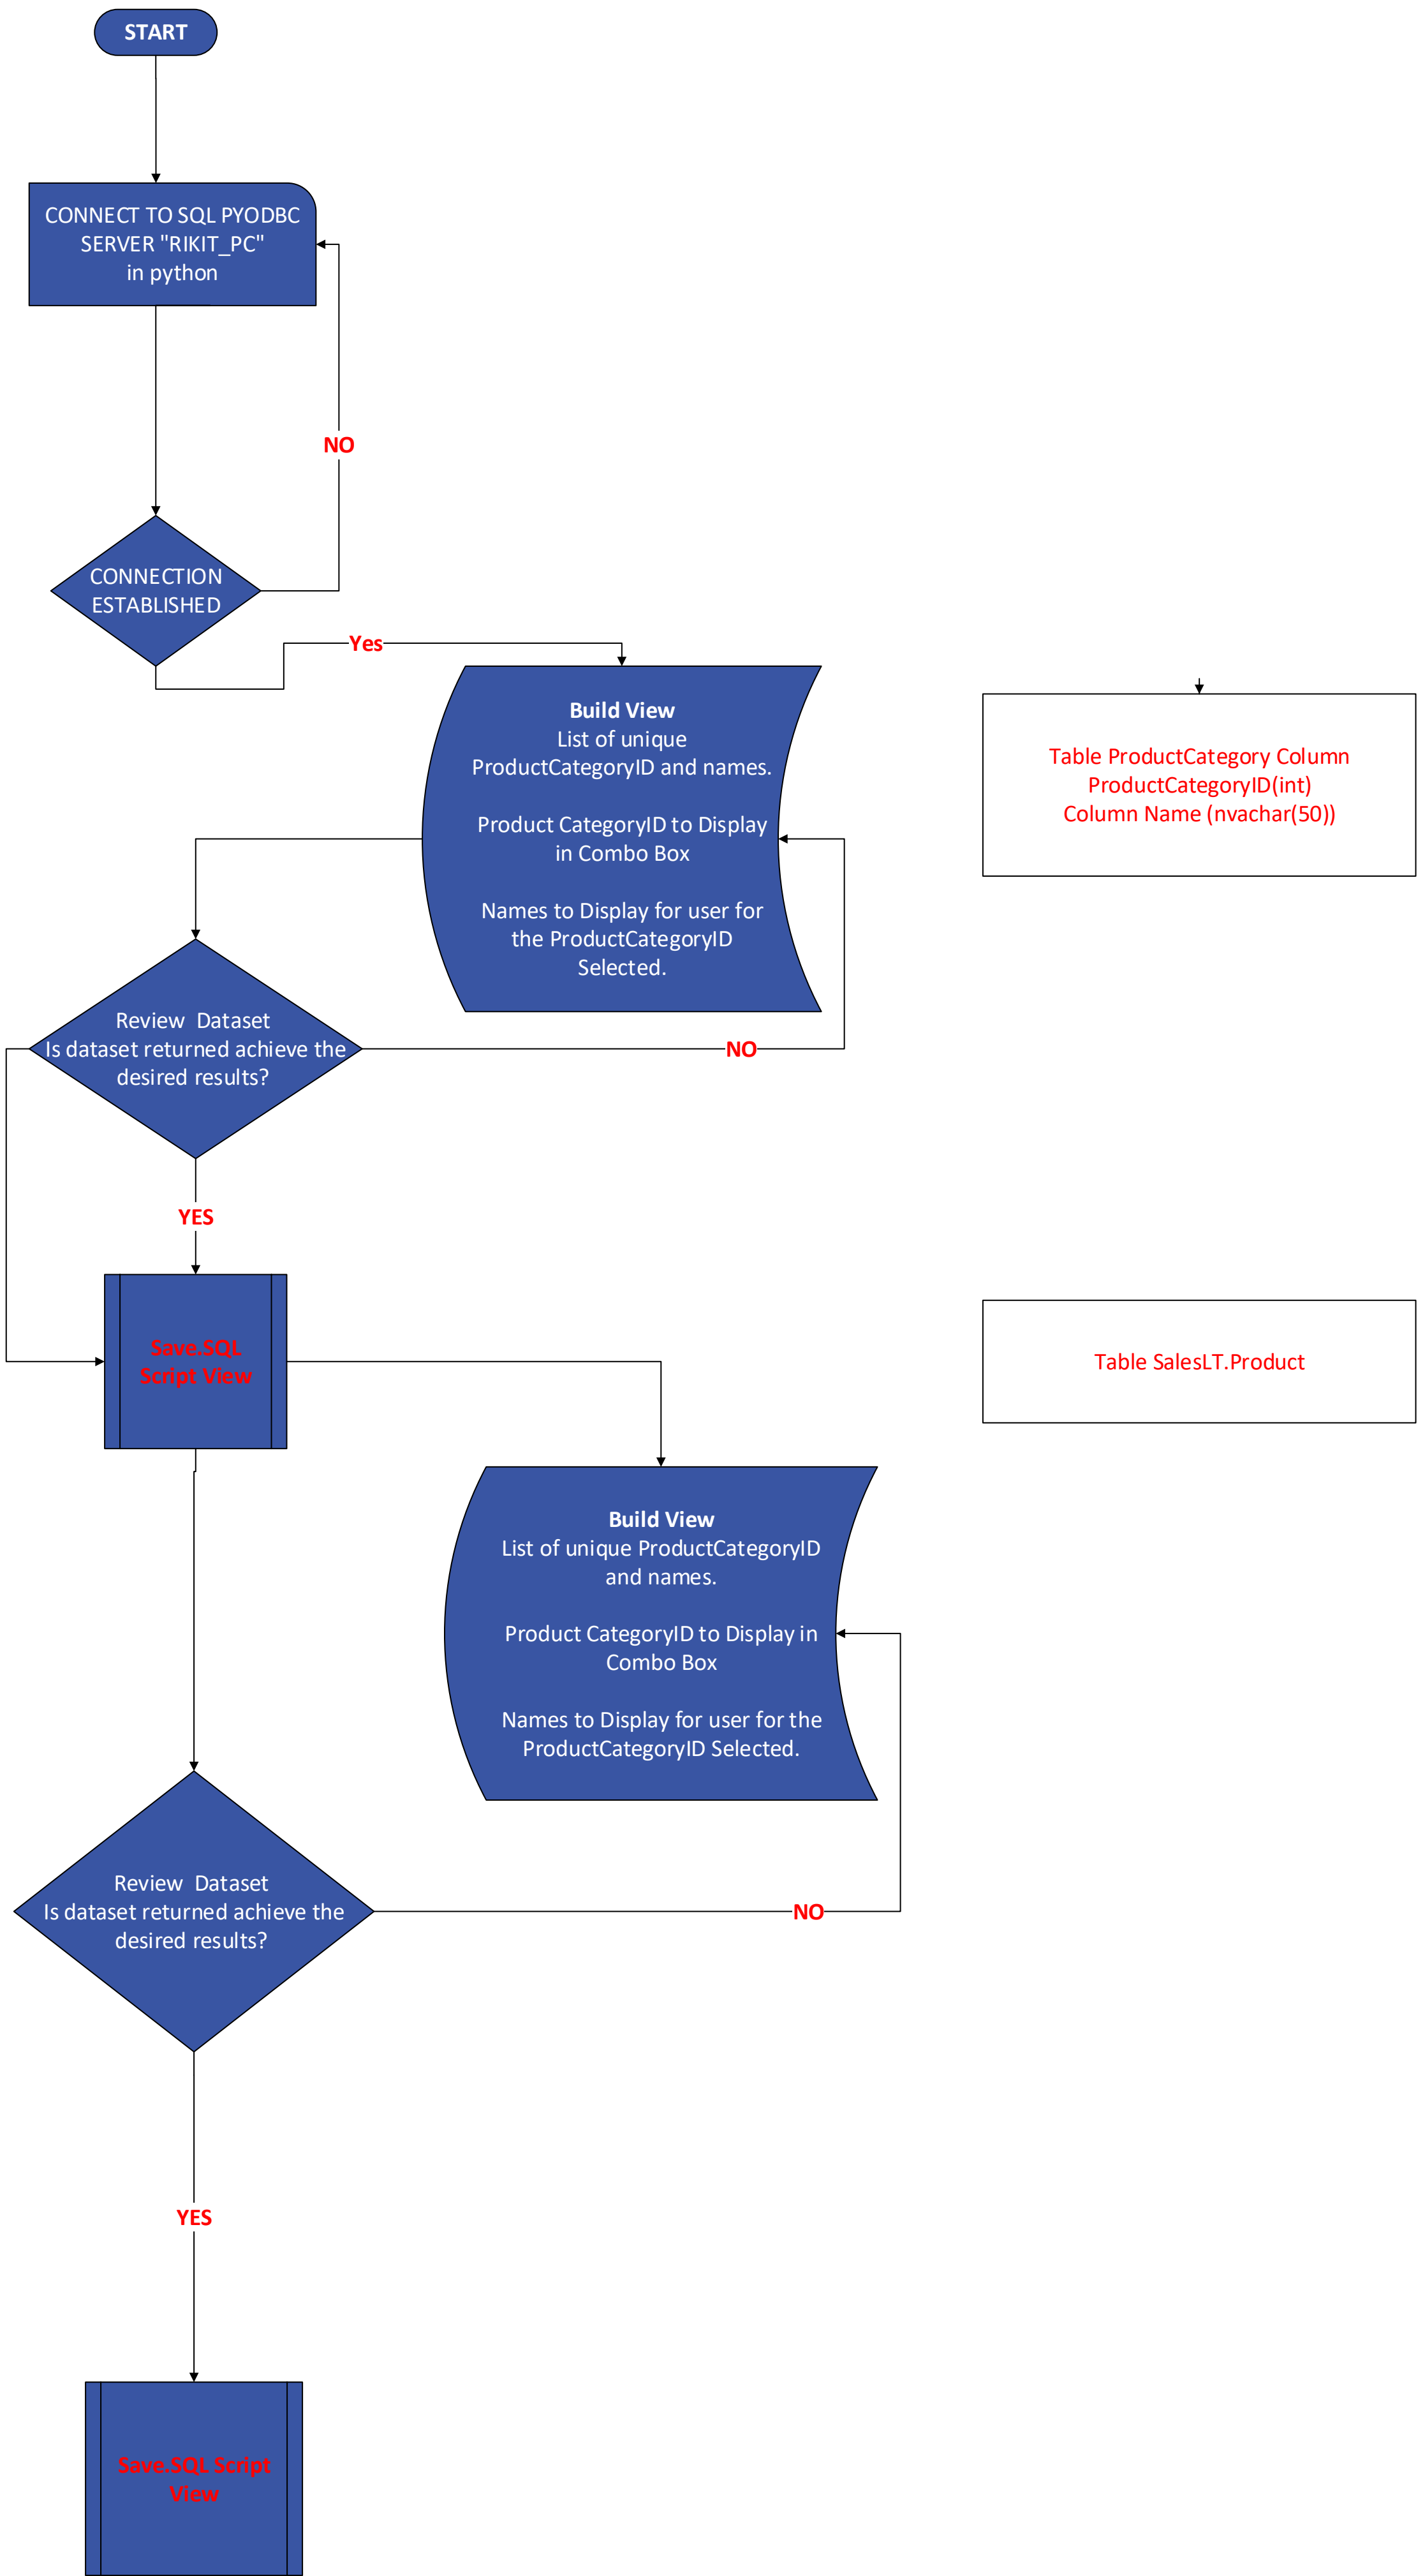 START
CONNECT TO SQL PYODBC
SERVER "RIKIT_PC"
in python
NO
CONNECTION
ESTABLISHED
Yes
Build View
List of unique
ProductCategoryID and names.
Product CategoryID to Display
in Combo Box
Names to Display for user for
the ProductCategoryID
Selected.
Table ProductCategory Column
ProductCategoryID(int)
Column Name (nvachar(50))
Review  Dataset
Is dataset returned achieve the
desired results?
NO
YES
Save.SQL
Script View
Table SalesLT.Product
Build View
List of unique ProductCategoryID
and names.
Product CategoryID to Display in
Combo Box
Names to Display for user for the
ProductCategoryID Selected.
Review  Dataset
Is dataset returned achieve the
desired results?
NO
YES
Save.SQL Script
View